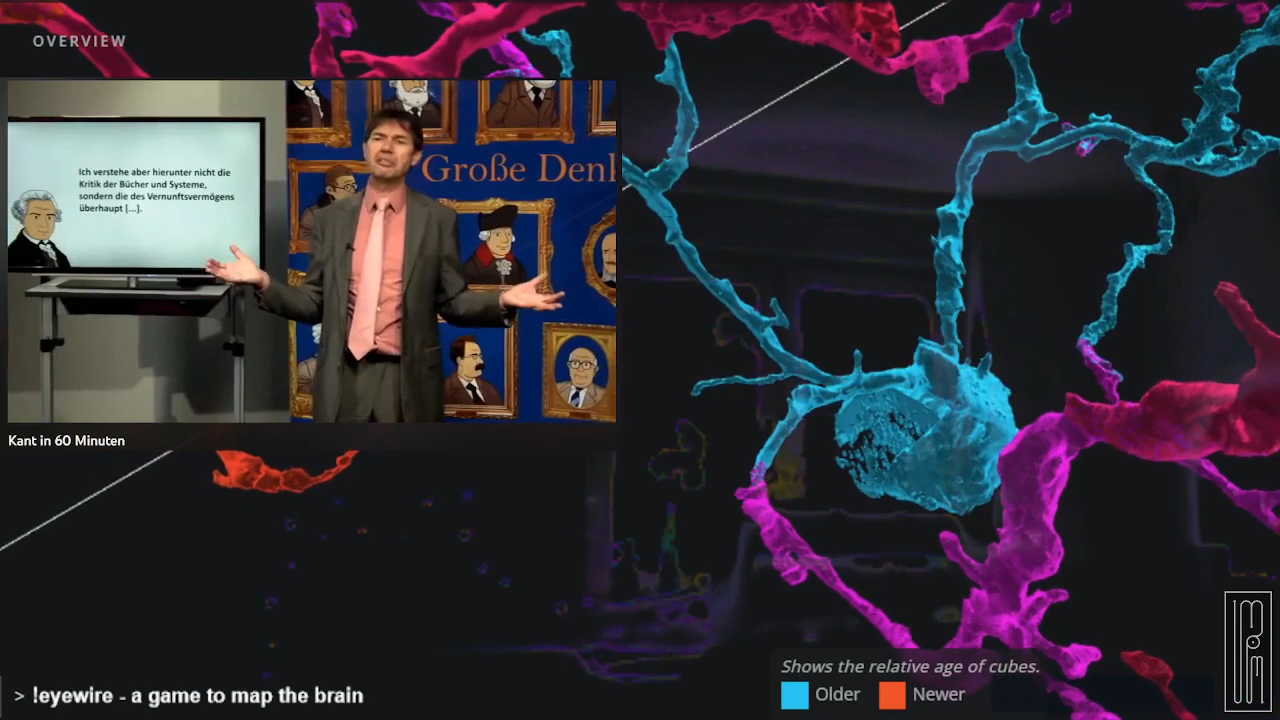 OVERVIEW
Große Denk
Ich verstehe aber hierunter nicht die
Kritik der Bücher und Systeme,
sondern die des Vernunftsvermögens
überhaupt [...].
Kant in 60 Minuten
Shows the relative age of cubes.
Older Newer
> !eyewire - a game to map the brain